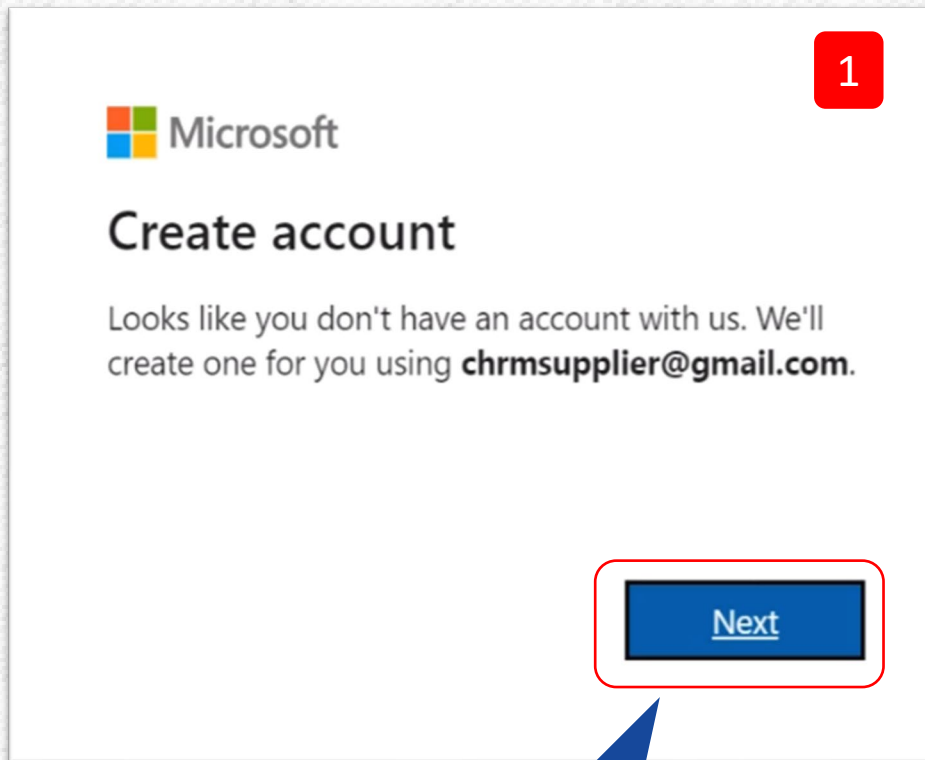 1
Microsoft
Create account
Looks like you don't have an account with us. We'll
create one for you using chrmsupplier@gmail.com.
Next